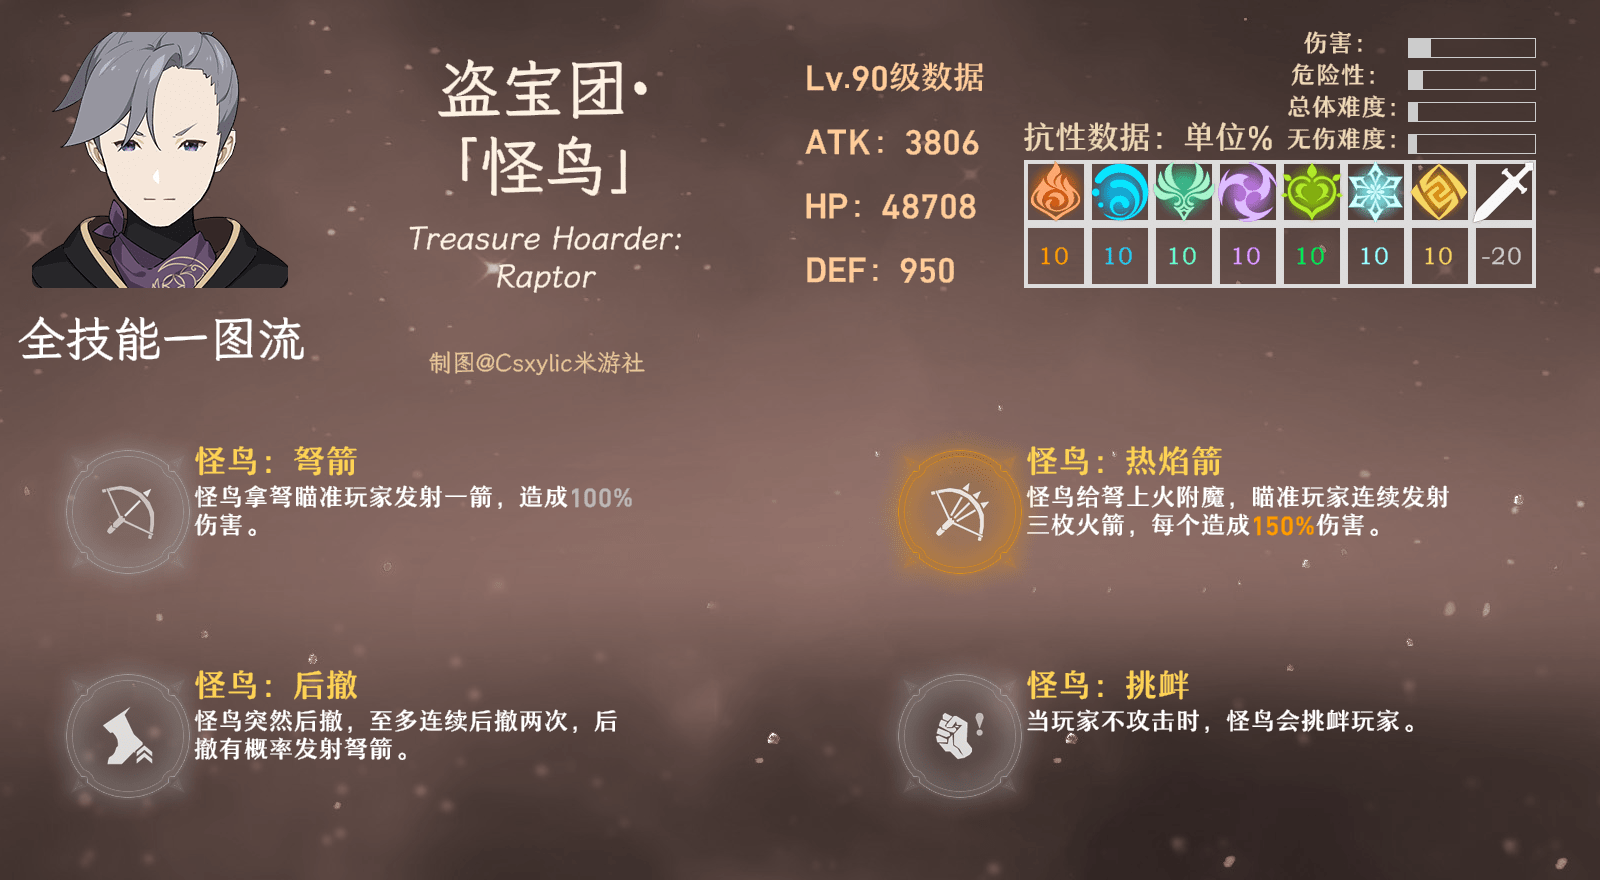 盗宝团·
「怪鸟」
Treasure Hoarder:
Raptor
全技能一图流
制图@Csxylic米游社
Lv.90级数据
ATK：3806
HP：48708
DEF：950
伤害：
危险性：
总体难度：
无伤难度：
抗性数据：单位%
10 10 10 10 10 10 10 -20
怪鸟：弩箭
怪鸟拿弩瞄准玩家发射一箭，造成100%
伤害。
怪鸟：热焰箭
怪鸟给弩上火附魔，瞄准玩家连续发射
三枚火箭，每个造成150%伤害。
怪鸟：后撤
怪鸟突然后撤，至多连续后撤两次，后
撤有概率发射弩箭。
怪鸟：挑衅
当玩家不攻击时，怪鸟会挑衅玩家。